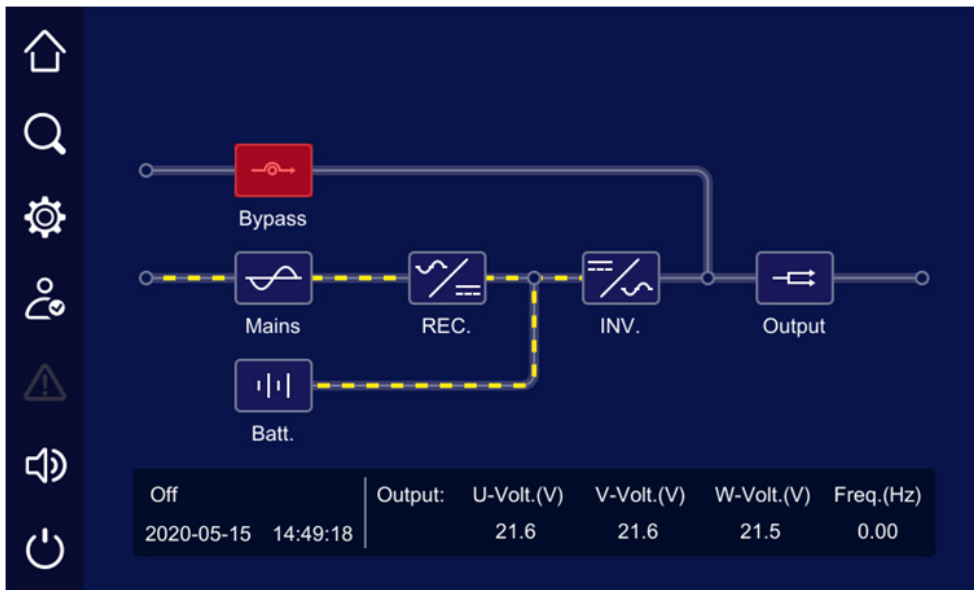 Bypass
Mains REC. INV. Output
Batt.
Off Output: U-Volt.(V) V-Volt.(V) W-Volt.(V) Freq.(Hz)
2020-05-15 14:49:18 21.6 21.6 21.5 0.00